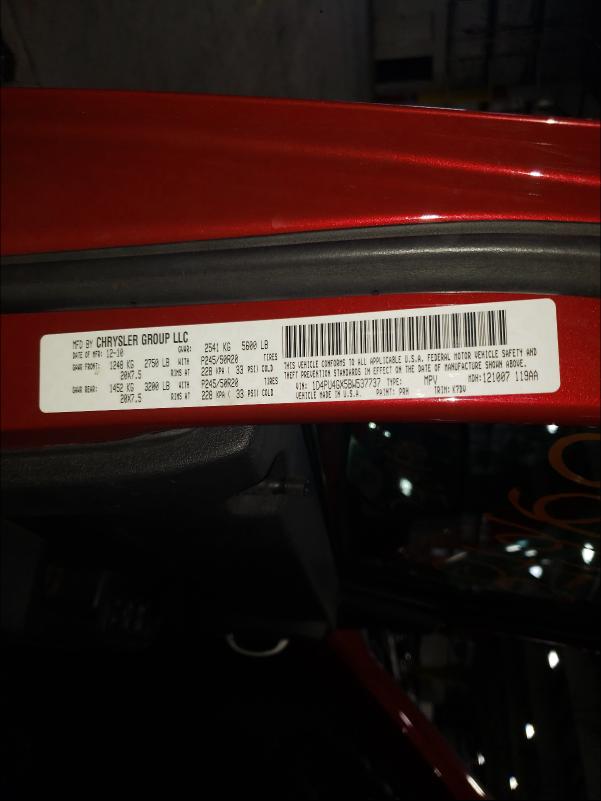 MFD BY CHRYSLER GROUP LLC
DATE OF MFR: 12-10 GVWR: 2541 KG 5600 LB
GAWR FRONT: 1248 KG 2750 LB WITH P245/50R20 TIRES
20X7.5 RIMS AT 228 KPA ( 33 PSI) COLD
GAWR REAR: 1452 KG 3200 LB WITH P245/50R20 TIRES
20X7.5 RIMS AT 228 KPA ( 33 PSI) COLD
THIS VEHICLE CONFORMS TO ALL APPLICABLE U.S.A. FEDERAL MOTOR VEHICLE SAFETY AND
THEFT PREVENTION STANDARDS IN EFFECT ON THE DATE OF MANUFACTURE SHOWN ABOVE.
VIN: 1D4PU4GX5BW537737 TYPE: MPV MDH: 121007 119AA
VEHICLE MADE IN U.S.A. PAINT: PRH TRIM: K7DV